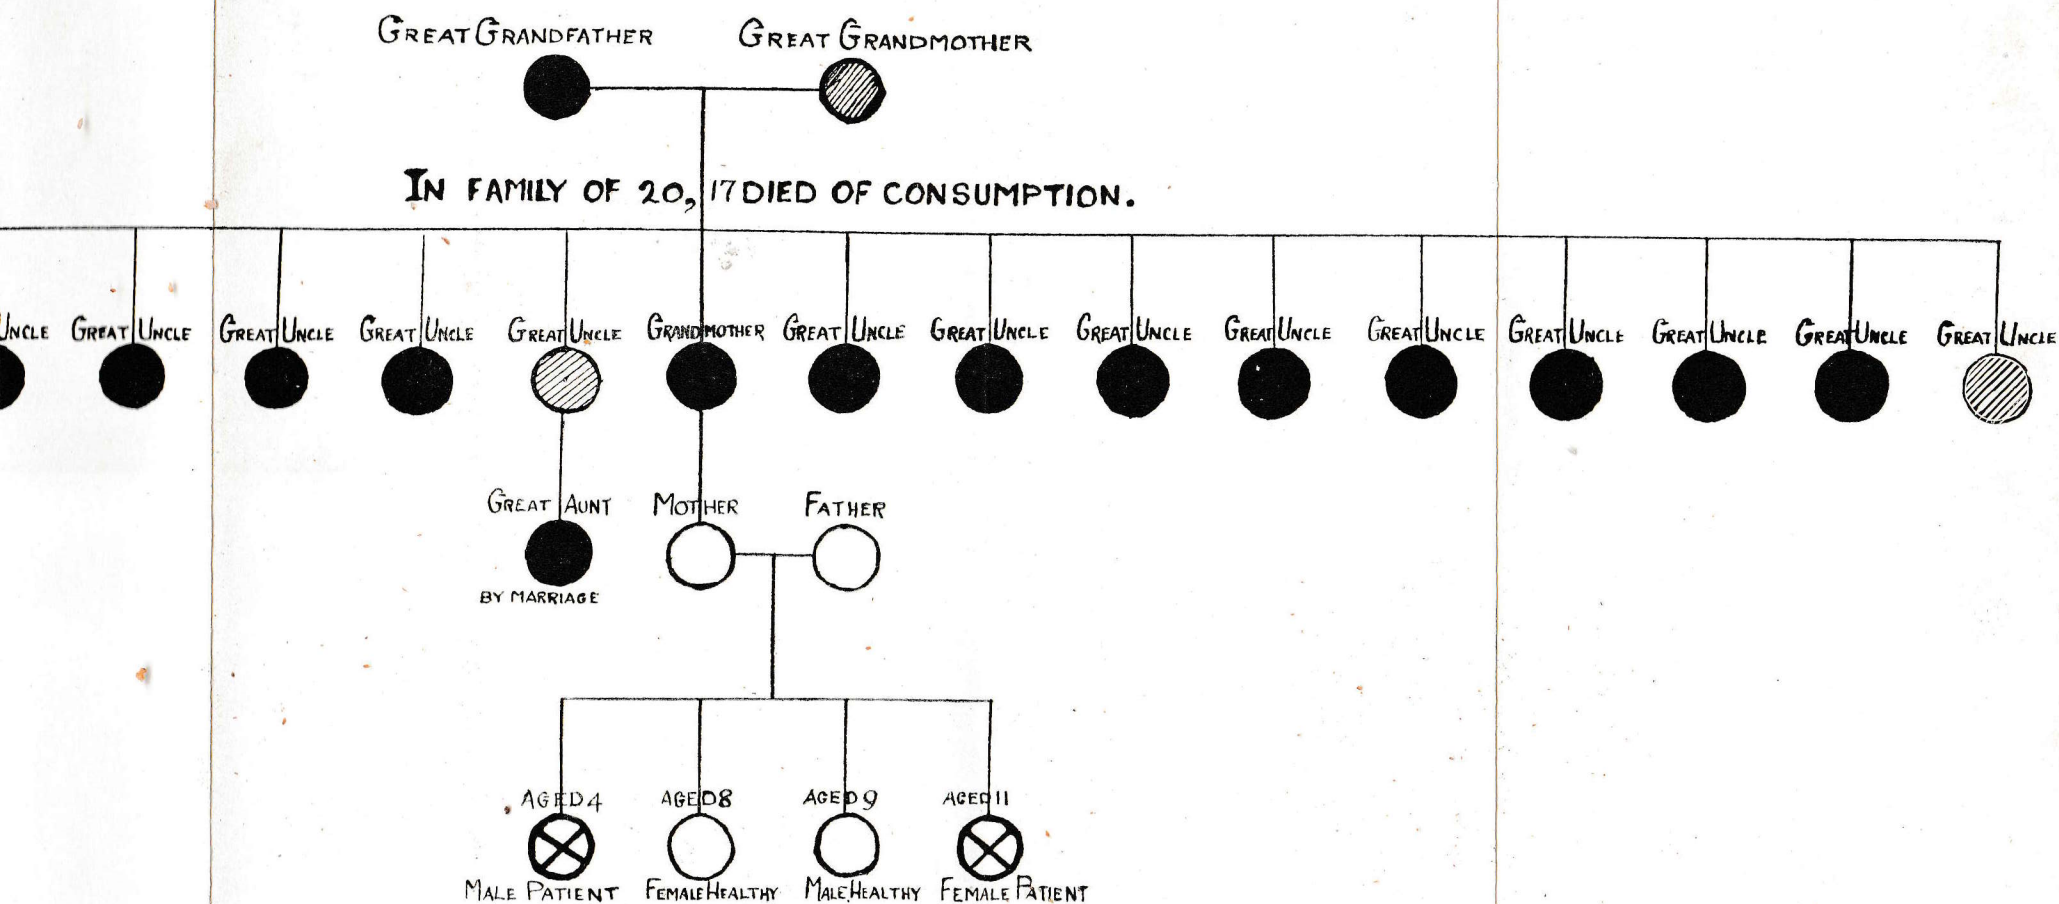 GREAT GRANDFATHER GREAT GRANDMOTHER
IN FAMILY OF 20, 17 DIED OF CONSUMPTION.
UNCLE GREAT UNCLE GREAT UNCLE GREAT UNCLE GREAT UNCLE GRANDMOTHER GREAT UNCLE GREAT UNCLE GREAT UNCLE GREAT UNCLE GREAT UNCLE GREAT UNCLE GREAT UNCLE GREAT UNCLE GREAT UNCLE
GREAT AUNT MOTHER FATHER
BY MARRIAGE
AGED 4 AGED 8 AGED 9 AGED 11
MALE PATIENT FEMALE HEALTHY MALE HEALTHY FEMALE PATIENT